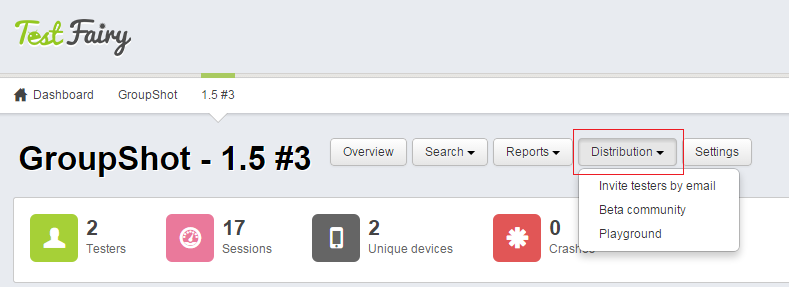 Test Fairy
Dashboard GroupShot 1.5 #3
GroupShot - 1.5 #3 Overview Search Reports Distribution Settings
Invite testers by email
Beta community
Playground
2 Testers
17 Sessions
2 Unique devices
0 Crashes